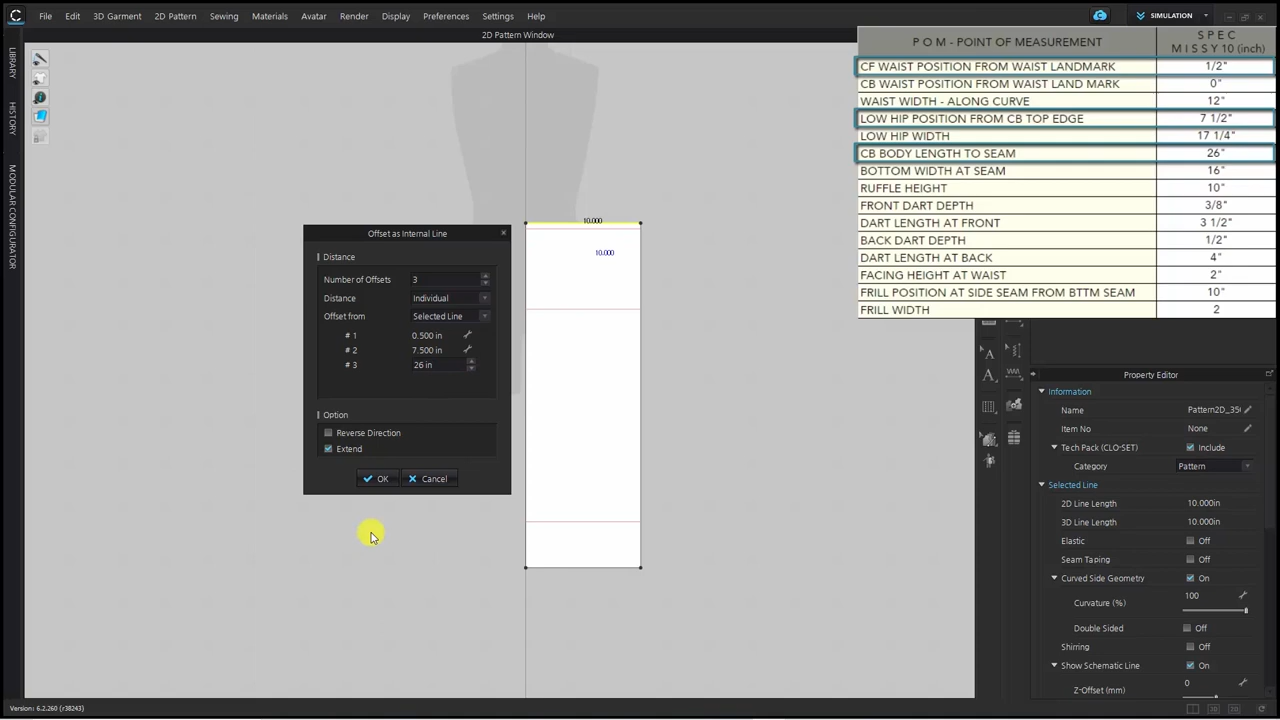 File Edit 3D Garment 2D Pattern Sewing Materials Avatar Render Display Preferences Settings Help
SIMULATION
2D Pattern Window
LIBRARY
HISTORY
MODULAR CONFIGURATOR
P O M - POINT OF MEASUREMENT
S P E C
M I S S Y 10 (inch)
CF WAIST POSITION FROM WAIST LANDMARK 1/2"
CB WAIST POSITION FROM WAIST LAND MARK 0"
WAIST WIDTH - ALONG CURVE 12"
LOW HIP POSITION FROM CB TOP EDGE 7 1/2"
LOW HIP WIDTH 17 1/4"
CB BODY LENGTH TO SEAM 26"
BOTTOM WIDTH AT SEAM 16"
RUFFLE HEIGHT 10"
FRONT DART DEPTH 3/8"
DART LENGTH AT FRONT 3 1/2"
BACK DART DEPTH 1/2"
DART LENGTH AT BACK 4"
FACING HEIGHT AT WAIST 2"
FRILL POSITION AT SIDE SEAM FROM BTTM SEAM 10"
FRILL WIDTH 2
10.000
10.000
Offset as Internal Line
Distance
Number of Offsets 3
Distance Individual
Offset from Selected Line
# 1 0.500 in
# 2 7.500 in
# 3 26 in
Option
Reverse Direction
Extend
OK Cancel
Property Editor
Information
Name Pattern2D_35
Item No None
Tech Pack (CLO-SET) Include
Category Pattern
Selected Line
2D Line Length 10.000in
3D Line Length 10.000in
Elastic Off
Seam Taping Off
Curved Side Geometry On
Curvature (%) 100
Double Sided Off
Shirring Off
Show Schematic Line On
Z-Offset (mm) 0
Version: 6.2.260 (r38243)